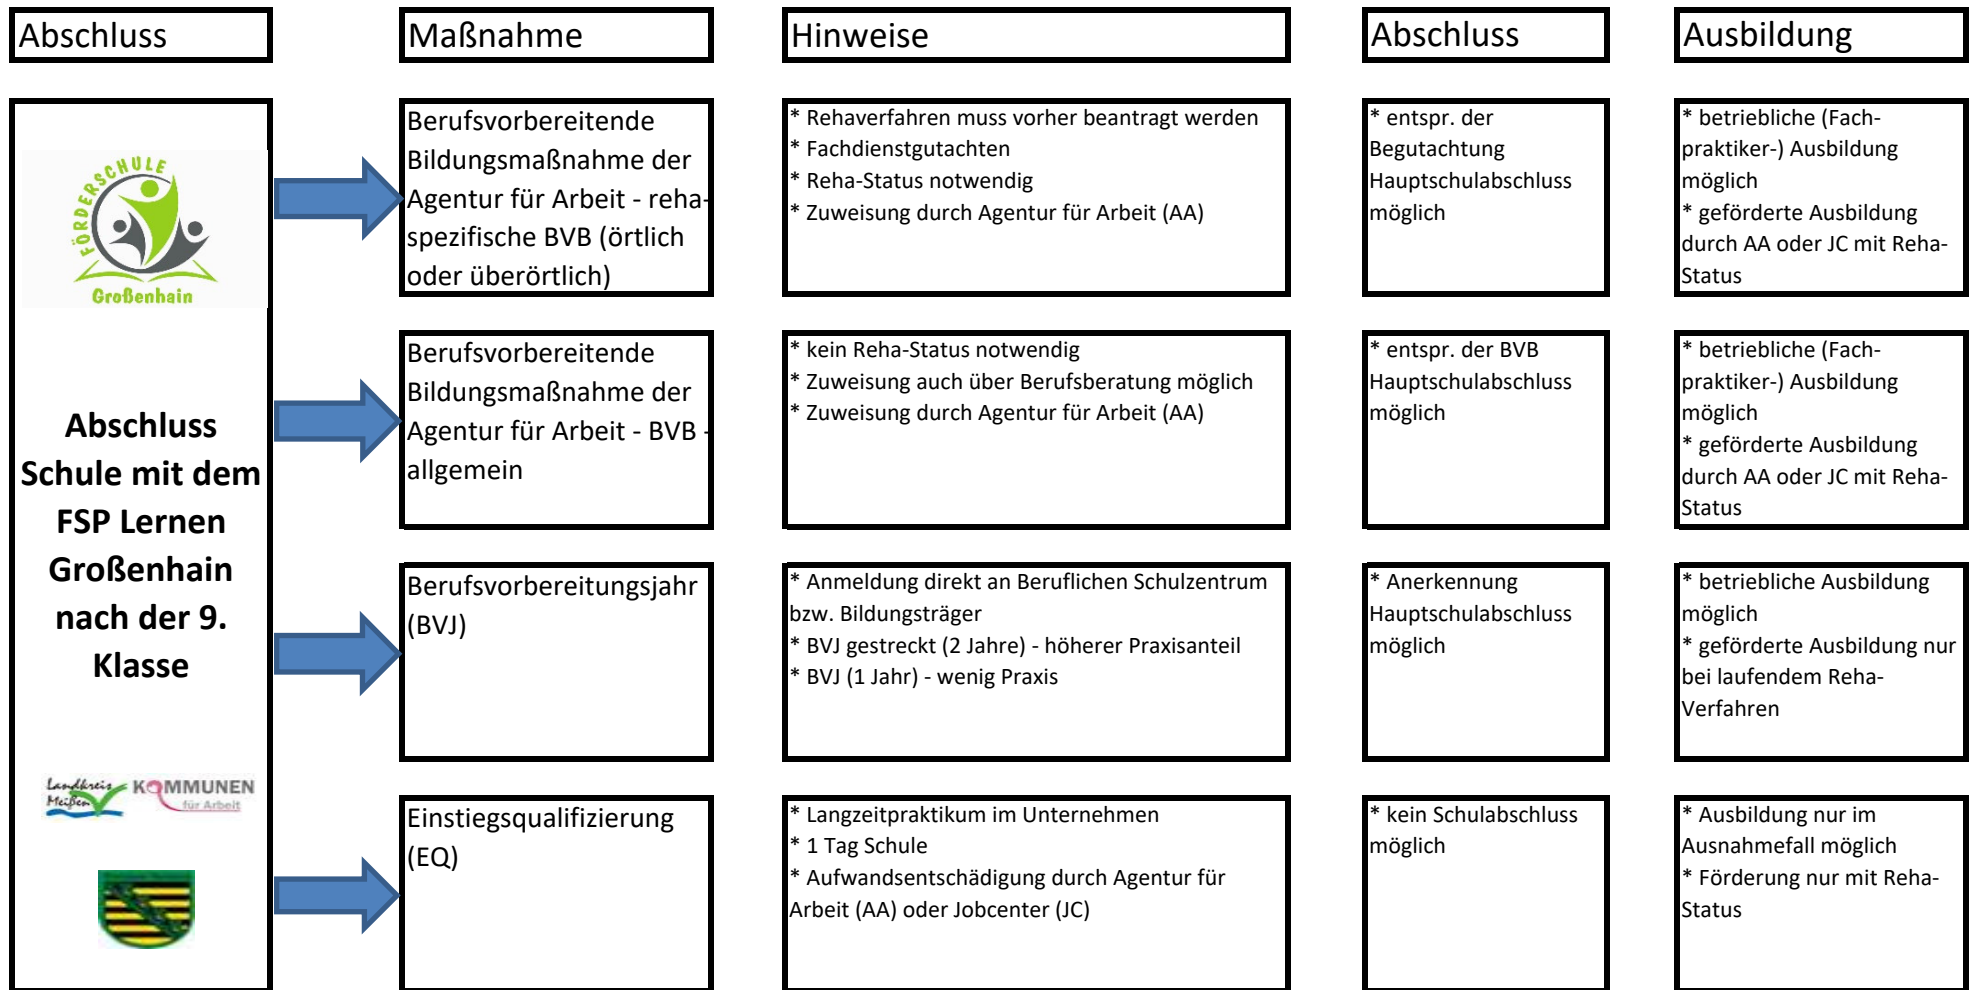 Abschluss
Maßnahme
Hinweise
Abschluss
Ausbildung
FÖRDERSCHULE
Großenhain
Abschluss
Schule mit dem
FSP Lernen
Großenhain
nach der 9.
Klasse
Landkreis
Meißen
KOMMUNEN
für Arbeit
Berufsvorbereitende
Bildungsmaßnahme der
Agentur für Arbeit - reha-
spezifische BVB (örtlich
oder überörtlich)
* Rehaverfahren muss vorher beantragt werden
* Fachdienstgutachten
* Reha-Status notwendig
* Zuweisung durch Agentur für Arbeit (AA)
* entspr. der
Begutachtung
Hauptschulabschluss
möglich
* betriebliche (Fach-
praktiker-) Ausbildung
möglich
* geförderte Ausbildung
durch AA oder JC mit Reha-
Status
Berufsvorbereitende
Bildungsmaßnahme der
Agentur für Arbeit - BVB -
allgemein
* kein Reha-Status notwendig
* Zuweisung auch über Berufsberatung möglich
* Zuweisung durch Agentur für Arbeit (AA)
* entspr. der BVB
Hauptschulabschluss
möglich
* betriebliche (Fach-
praktiker-) Ausbildung
möglich
* geförderte Ausbildung
durch AA oder JC mit Reha-
Status
Berufsvorbereitungsjahr
(BVJ)
* Anmeldung direkt an Beruflichen Schulzentrum
bzw. Bildungsträger
* BVJ gestreckt (2 Jahre) - höherer Praxisanteil
* BVJ (1 Jahr) - wenig Praxis
* Anerkennung
Hauptschulabschluss
möglich
* betriebliche Ausbildung
möglich
* geförderte Ausbildung nur
bei laufendem Reha-
Verfahren
Einstiegsqualifizierung
(EQ)
* Langzeitpraktikum im Unternehmen
* 1 Tag Schule
* Aufwandsentschädigung durch Agentur für
Arbeit (AA) oder Jobcenter (JC)
* kein Schulabschluss
möglich
* Ausbildung nur im
Ausnahmefall möglich
* Förderung nur mit Reha-
Status